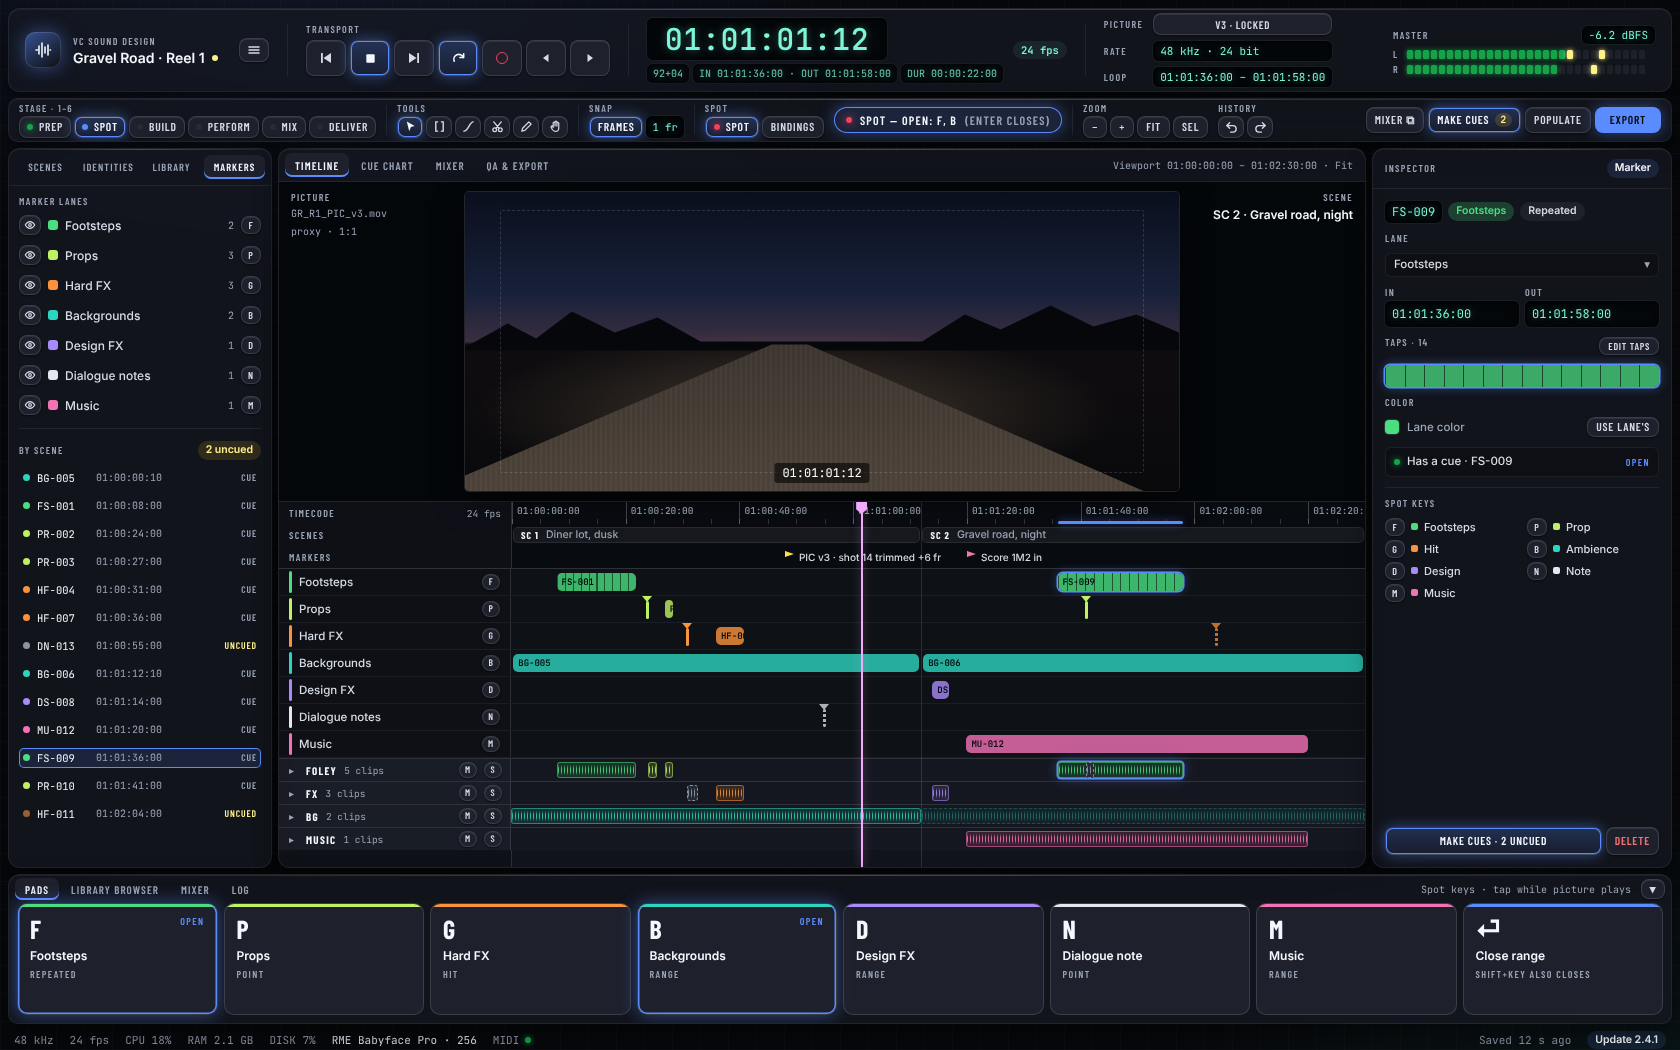 VC SOUND DESIGN
Gravel Road · Reel 1
TRANSPORT
01:01:01:12
92+04
IN 01:01:36:00 · OUT 01:01:58:00
DUR 00:00:22:00
24 fps
PICTURE
V3 · LOCKED
RATE
48 kHz · 24 bit
LOOP
01:01:36:00 – 01:01:58:00
MASTER
-6.2 dBFS
L
R
STAGE · 1–6
PREP
SPOT
BUILD
PERFORM
MIX
DELIVER
TOOLS
SNAP
FRAMES
1 fr
SPOT
SPOT
BINDINGS
SPOT — OPEN: F, B (ENTER CLOSES)
ZOOM
−
+
FIT
SEL
HISTORY
MIXER
MAKE CUES 2
POPULATE
EXPORT
SCENES
IDENTITIES
LIBRARY
MARKERS
MARKER LANES
Footsteps 2 F
Props 3 P
Hard FX 3 G
Backgrounds 2 B
Design FX 1 D
Dialogue notes 1 N
Music 1 M
BY SCENE
2 uncued
BG-005 01:00:00:10 CUE
FS-001 01:00:08:00 CUE
PR-002 01:00:24:00 CUE
PR-003 01:00:27:00 CUE
HF-004 01:00:31:00 CUE
HF-007 01:00:36:00 CUE
DN-013 01:00:55:00 UNCUED
BG-006 01:01:12:10 CUE
DS-008 01:01:14:00 CUE
MU-012 01:01:20:00 CUE
FS-009 01:01:36:00 CUE
PR-010 01:01:41:00 CUE
HF-011 01:02:04:00 UNCUED
TIMELINE
CUE CHART
MIXER
QA & EXPORT
Viewport 01:00:00:00 – 01:02:30:00 · Fit
PICTURE
GR_R1_PIC_v3.mov
proxy · 1:1
SCENE
SC 2 · Gravel road, night
01:01:01:12
TIMECODE
24 fps
01:00:00:00
01:00:20:00
01:00:40:00
:01:00:00
01:01:20:00
01:01:40:00
01:02:00:00
01:02:20:
SCENES
SC 1 Diner lot, dusk
SC 2 Gravel road, night
MARKERS
PIC v3 · shot 14 trimmed +6 fr
Score 1M2 in
Footsteps F
FS-001
FS-009
Props P
Hard FX G
HF-0
Backgrounds B
BG-005
BG-006
Design FX D
DS
Dialogue notes N
Music M
MU-012
FOLEY 5 clips M S
FX 3 clips M S
BG 2 clips M S
MUSIC 1 clips M S
INSPECTOR
Marker
FS-009
Footsteps
Repeated
LANE
Footsteps
IN
OUT
01:01:36:00
01:01:58:00
TAPS · 14
EDIT TAPS
COLOR
Lane color
USE LANE'S
Has a cue · FS-009
OPEN
SPOT KEYS
F Footsteps
P Prop
G Hit
B Ambience
D Design
N Note
M Music
MAKE CUES · 2 UNCUED
DELETE
PADS
LIBRARY BROWSER
MIXER
LOG
Spot keys · tap while picture plays
F
OPEN
Footsteps
REPEATED
P
Props
POINT
G
Hard FX
HIT
B
OPEN
Backgrounds
RANGE
D
Design FX
RANGE
N
Dialogue note
POINT
M
Music
RANGE
Close range
SHIFT+KEY ALSO CLOSES
48 kHz
24 fps
CPU 18%
RAM 2.1 GB
DISK 7%
RME Babyface Pro · 256
MIDI
Saved 12 s ago
Update 2.4.1